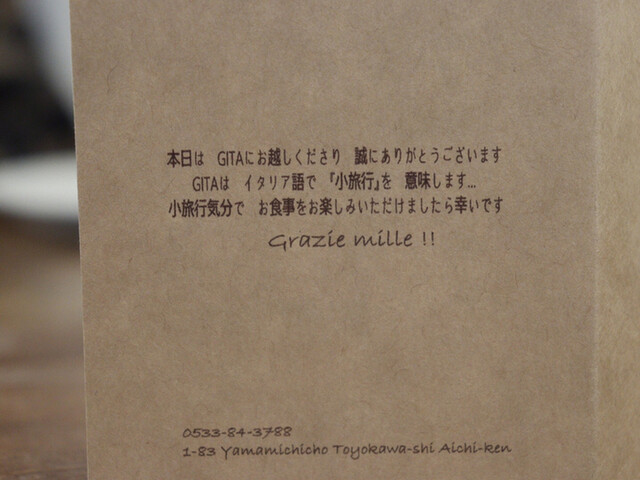 本日は　GITAにお越しくださり　誠にありがとうございます
GITAは　イタリア語で　『小旅行』を　意味します...
小旅行気分で　お食事をお楽しみいただけましたら幸いです
Grazie mille !!
0533-84-3788
1-83 Yamamichicho Toyokawa-shi Aichi-ken